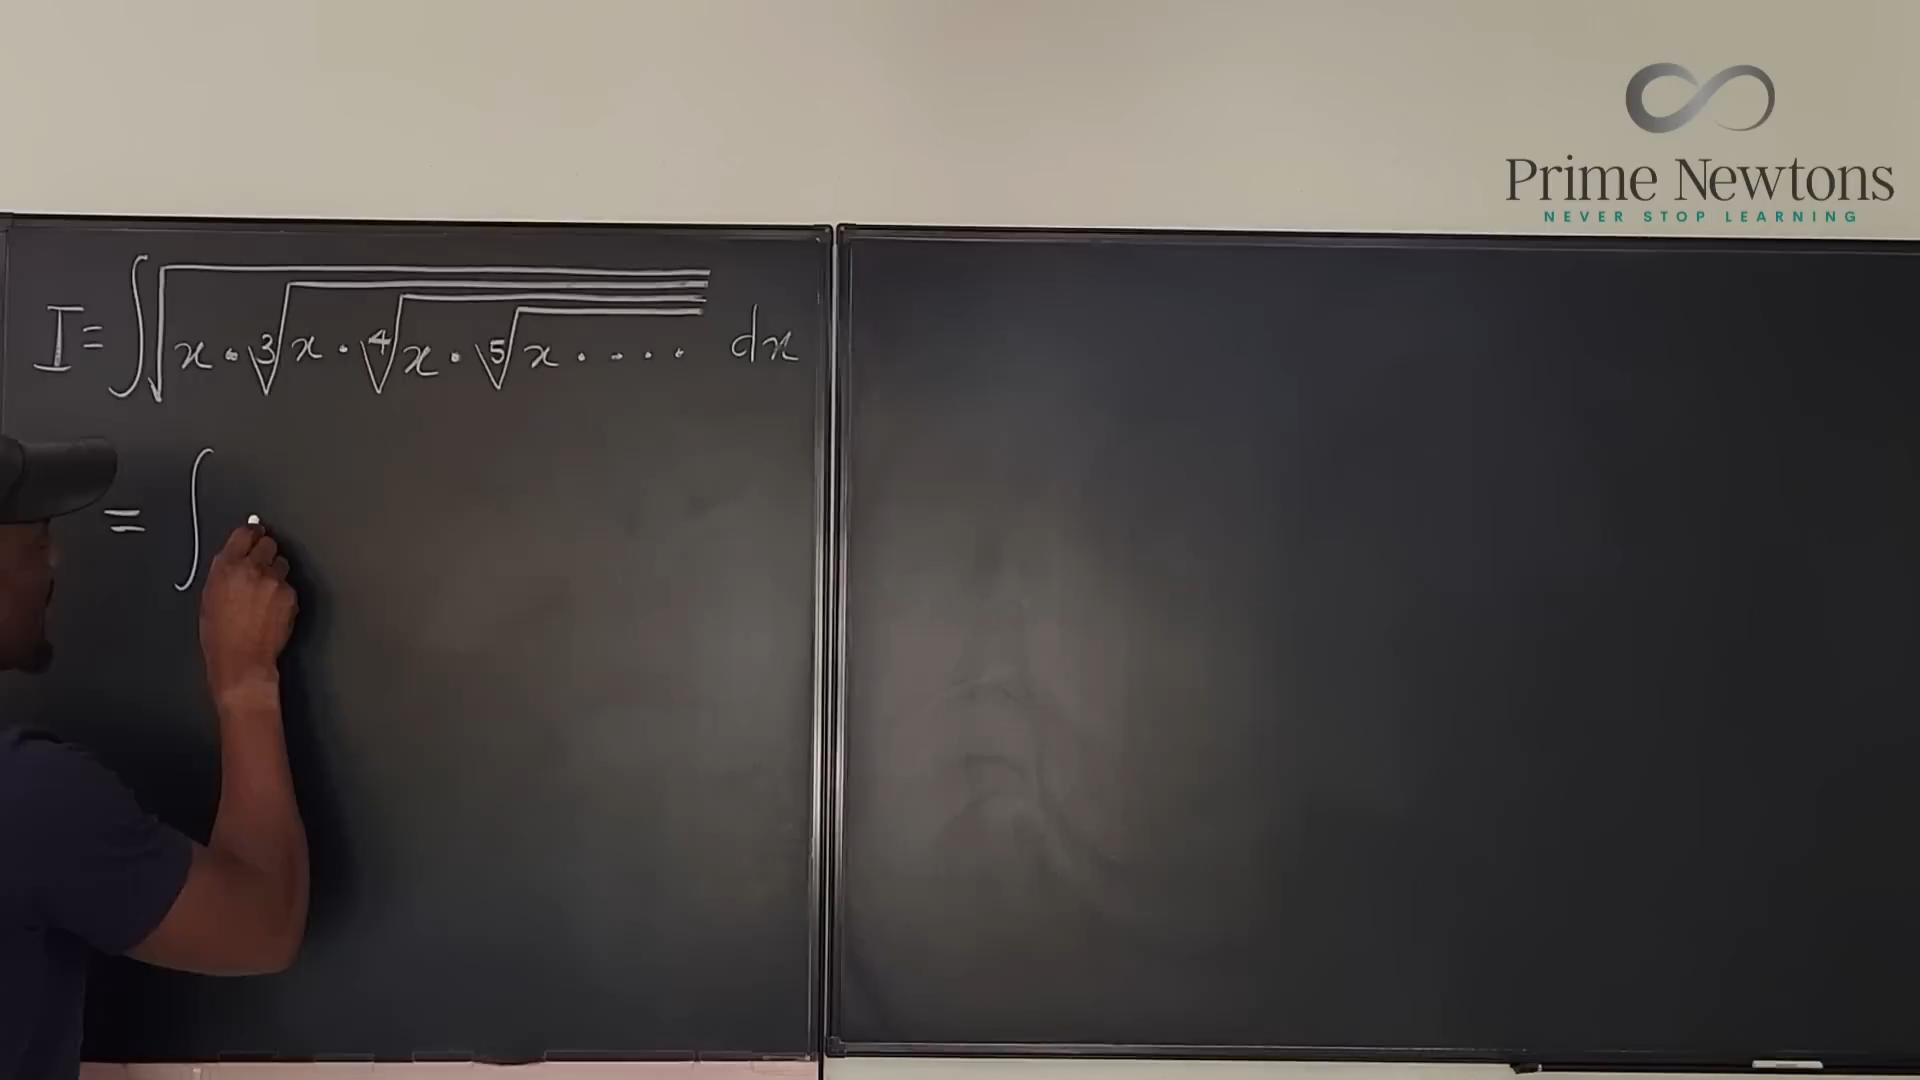 Prime Newtons
NEVER STOP LEARNING
I = ∫√(x · ∛(x · ∜(x · ⁵√(x · · · · ·)))) dx
= ∫